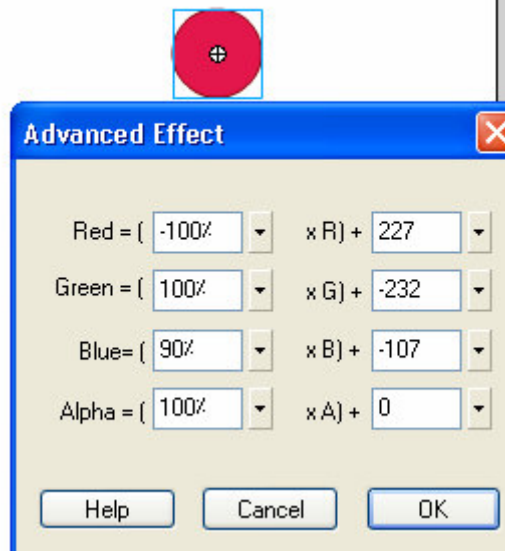 Advanced Effect
Red = ( -100% x R) + 227
Green = ( 100% x G) + -232
Blue= ( 90% x B) + -107
Alpha = ( 100% x A) + 0
Help Cancel OK